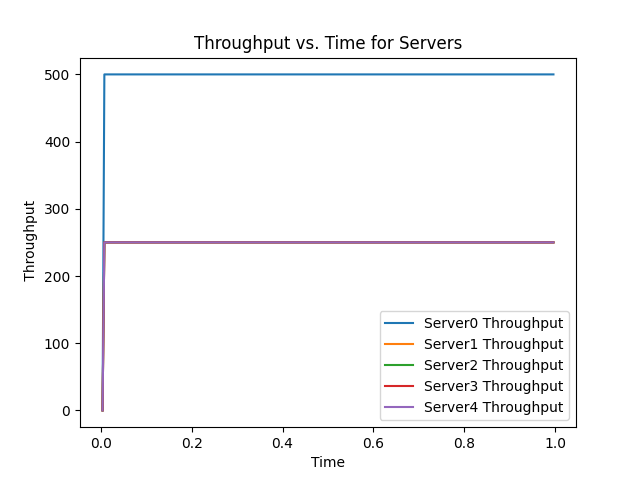 Throughput vs. Time for Servers
Throughput
500
400
300
200
100
0
0.0 0.2 0.4 0.6 0.8 1.0
Time
Server0 Throughput
Server1 Throughput
Server2 Throughput
Server3 Throughput
Server4 Throughput